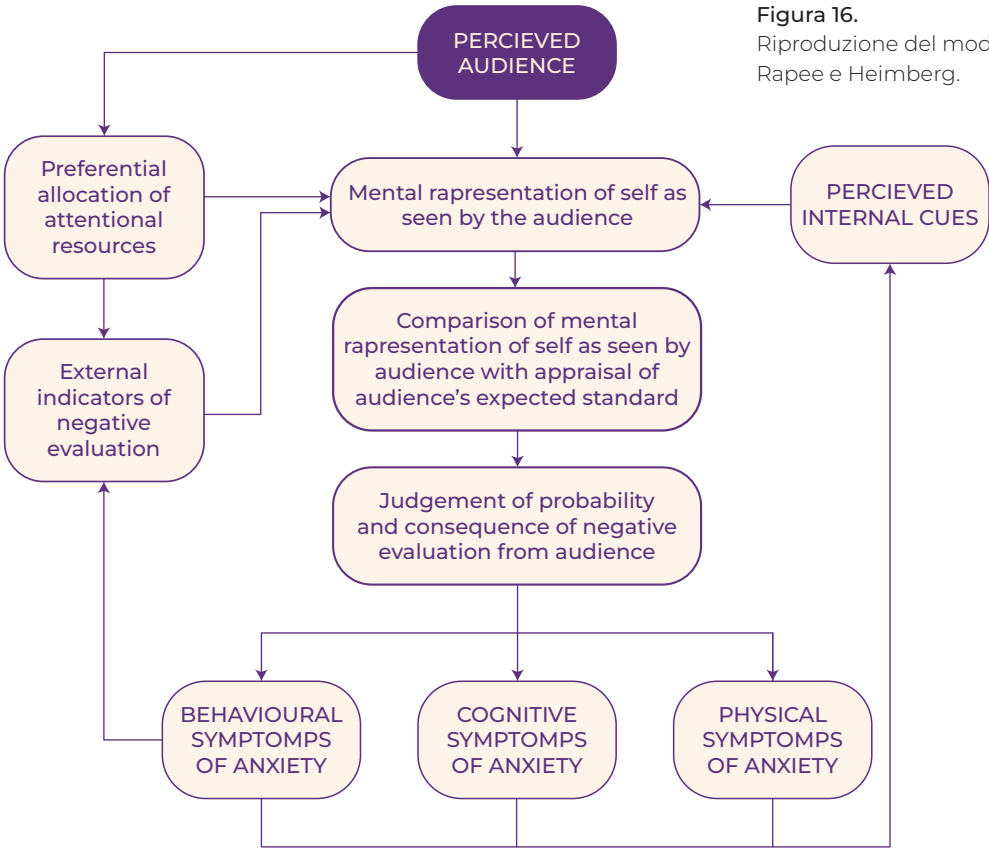 PERCIEVED
AUDIENCE
Figura 16.
Riproduzione del mod
Rapee e Heimberg.
Preferential
allocation of
attentional
resources
Mental rapresentation of self as
seen by the audience
PERCIEVED
INTERNAL CUES
Comparison of mental
rapresentation of self as seen by
audience with appraisal of
audience’s expected standard
External
indicators of
negative
evaluation
Judgement of probability
and consequence of negative
evaluation from audience
BEHAVIOURAL
SYMPTOMPS
OF ANXIETY
COGNITIVE
SYMPTOMPS
OF ANXIETY
PHYSICAL
SYMPTOMPS
OF ANXIETY